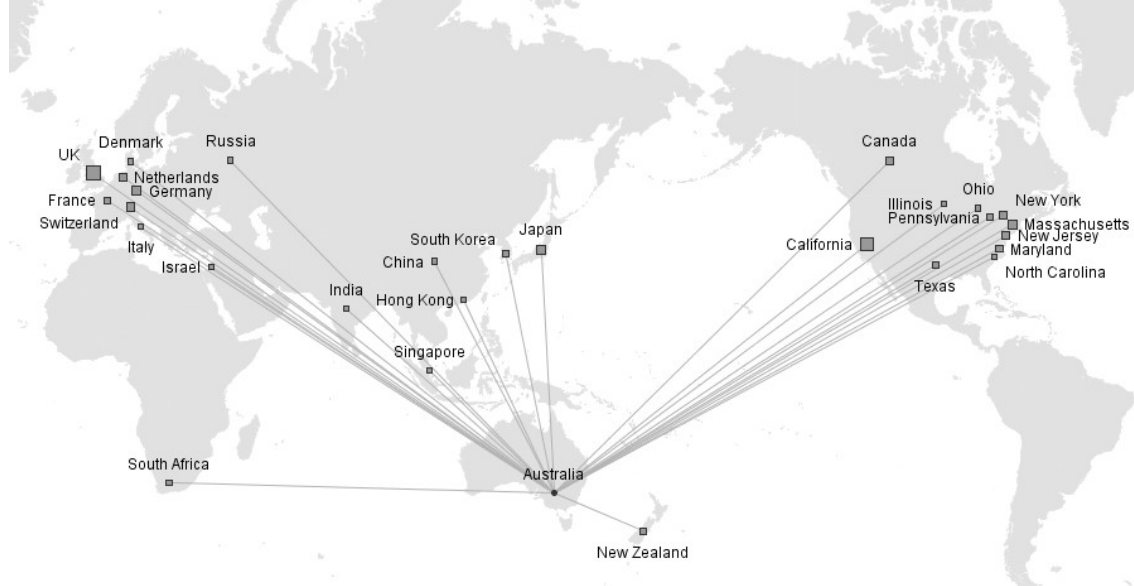 Denmark
Russia
UK
Netherlands
Germany
France
Switzerland
Italy
Israel
South Korea
Japan
China
India
Hong Kong
Singapore
South Africa
Australia
New Zealand
Canada
Ohio
Illinois
New York
Pennsylvania
Massachusetts
New Jersey
California
Maryland
North Carolina
Texas